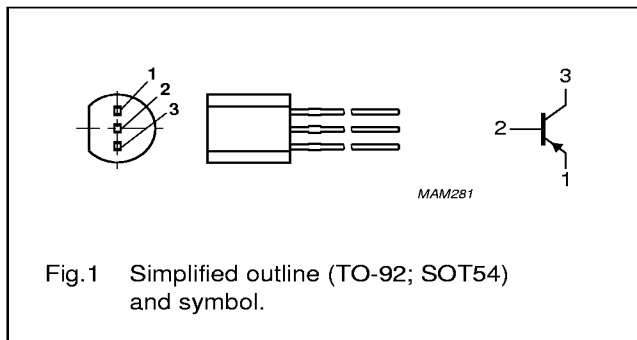 1
2
3
3
2
1
MAM281
Fig.1 Simplified outline (TO-92; SOT54)
and symbol.